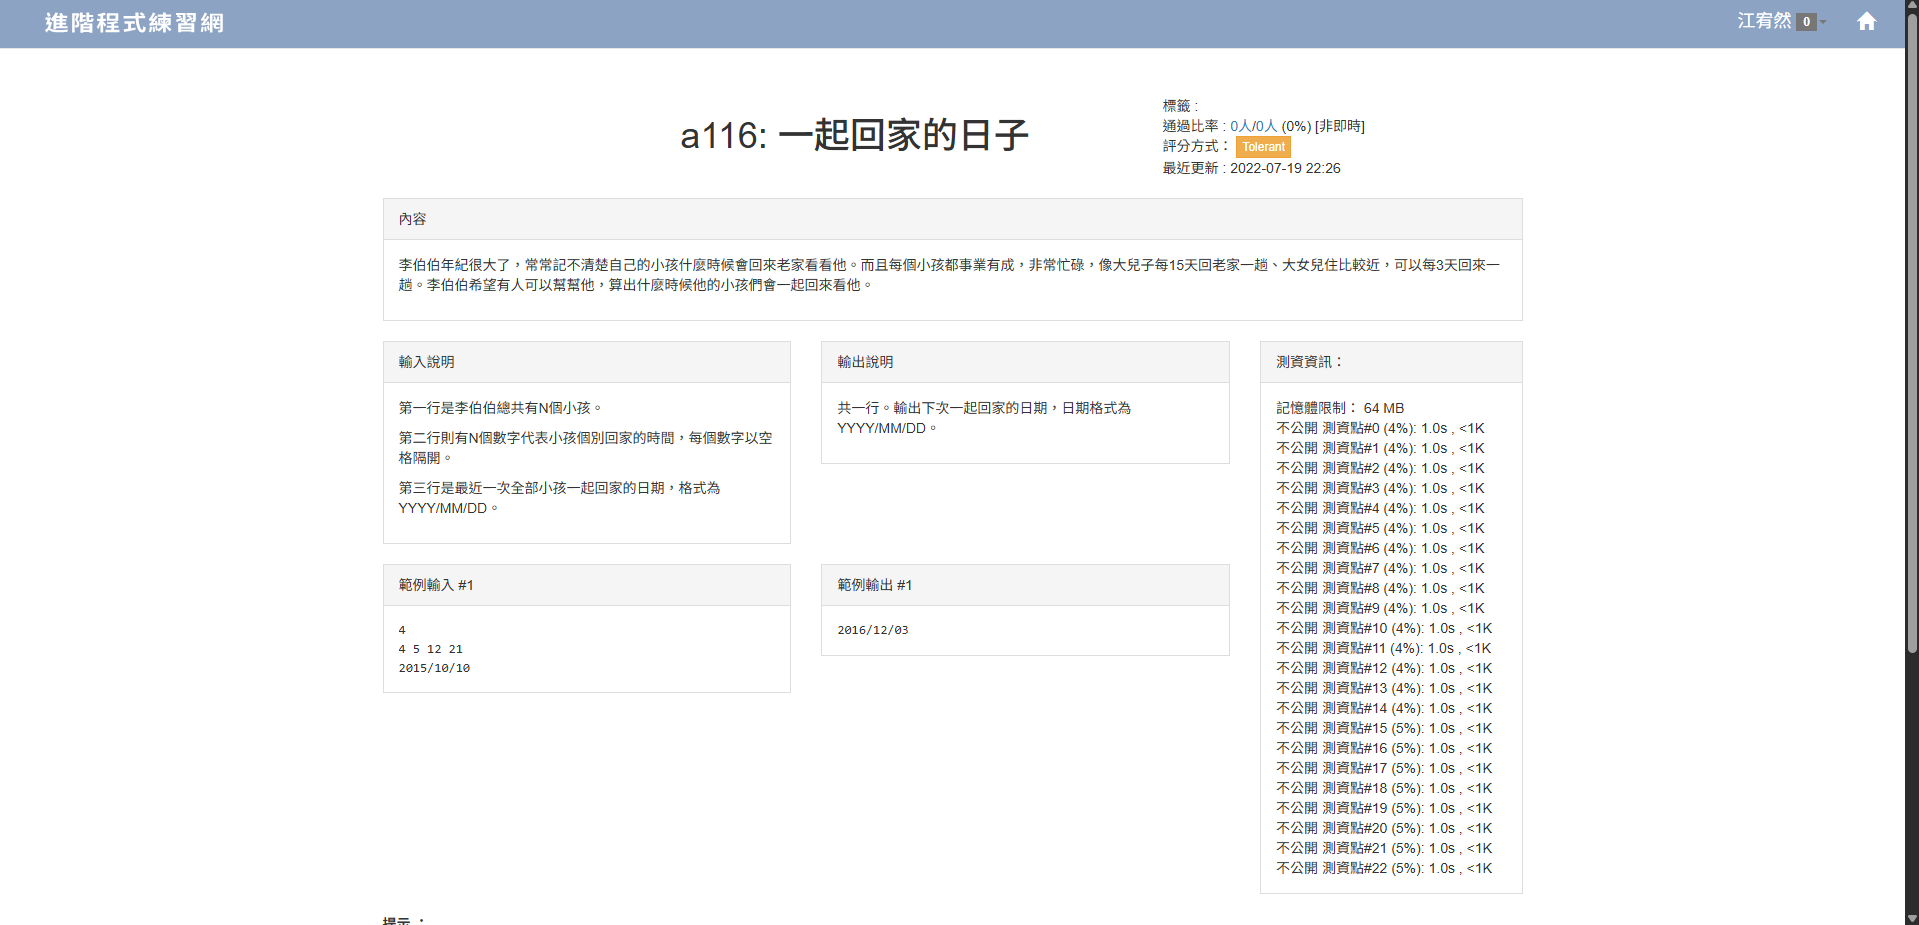 進階程式練習網
江宥然 0
a116: 一起回家的日子
標籤 :
通過比率 : 0人/0人 (0%) [非即時]
評分方式： Tolerant
最近更新 : 2022-07-19 22:26
內容
李伯伯年紀很大了，常常記不清楚自己的小孩什麼時候會回來老家看看他。而且每個小孩都事業有成，非常忙碌，像大兒子每15天回老家一趟、大女兒住比較近，可以每3天回來一
趟。李伯伯希望有人可以幫幫他，算出什麼時候他的小孩們會一起回來看他。
輸入說明
第一行是李伯伯總共有N個小孩。
第二行則有N個數字代表小孩個別回家的時間，每個數字以空
格隔開。
第三行是最近一次全部小孩一起回家的日期，格式為
YYYY/MM/DD。
輸出說明
共一行。輸出下次一起回家的日期，日期格式為
YYYY/MM/DD。
範例輸入 #1
4
4 5 12 21
2015/10/10
範例輸出 #1
2016/12/03
測資資訊：
記憶體限制： 64 MB
不公開 測資點#0 (4%): 1.0s , <1K
不公開 測資點#1 (4%): 1.0s , <1K
不公開 測資點#2 (4%): 1.0s , <1K
不公開 測資點#3 (4%): 1.0s , <1K
不公開 測資點#4 (4%): 1.0s , <1K
不公開 測資點#5 (4%): 1.0s , <1K
不公開 測資點#6 (4%): 1.0s , <1K
不公開 測資點#7 (4%): 1.0s , <1K
不公開 測資點#8 (4%): 1.0s , <1K
不公開 測資點#9 (4%): 1.0s , <1K
不公開 測資點#10 (4%): 1.0s , <1K
不公開 測資點#11 (4%): 1.0s , <1K
不公開 測資點#12 (4%): 1.0s , <1K
不公開 測資點#13 (4%): 1.0s , <1K
不公開 測資點#14 (4%): 1.0s , <1K
不公開 測資點#15 (5%): 1.0s , <1K
不公開 測資點#16 (5%): 1.0s , <1K
不公開 測資點#17 (5%): 1.0s , <1K
不公開 測資點#18 (5%): 1.0s , <1K
不公開 測資點#19 (5%): 1.0s , <1K
不公開 測資點#20 (5%): 1.0s , <1K
不公開 測資點#21 (5%): 1.0s , <1K
不公開 測資點#22 (5%): 1.0s , <1K
提示 ：